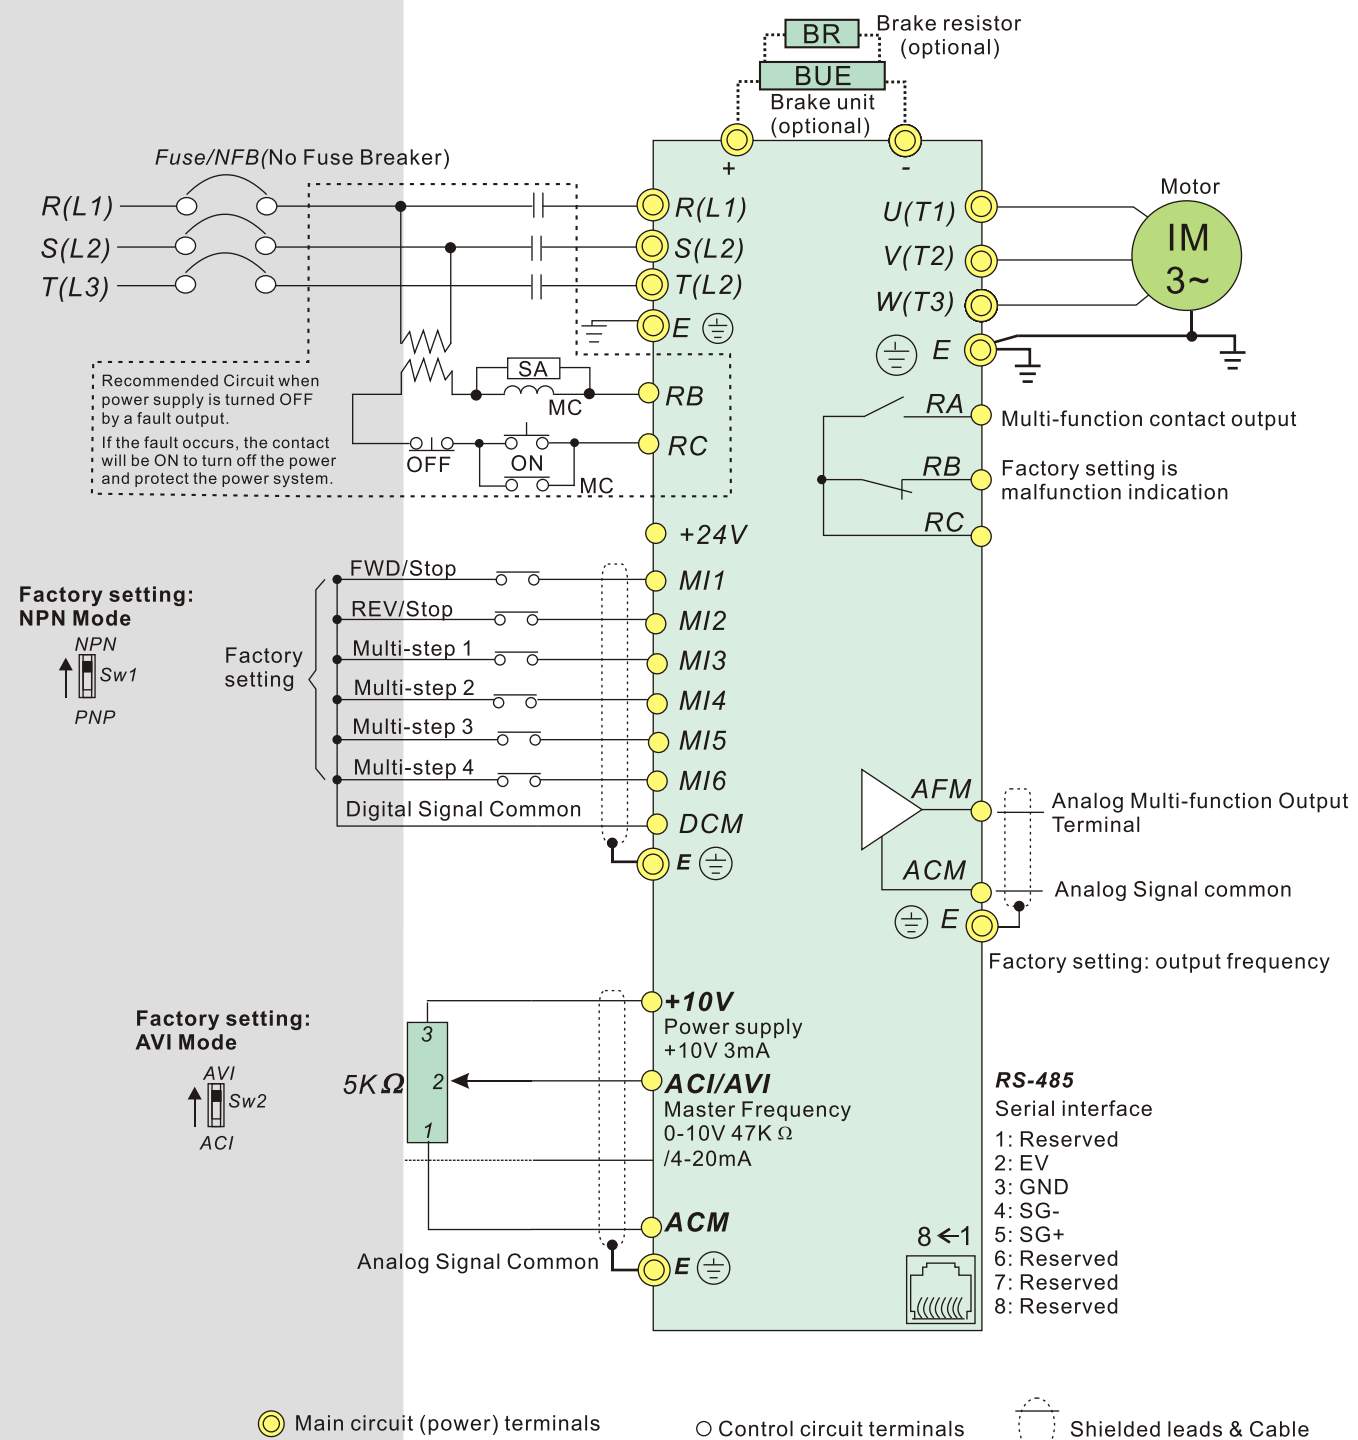 BR
Brake resistor
(optional)
BUE
Brake unit
(optional)
+
-
Fuse/NFB(No Fuse Breaker)
R(L1)
S(L2)
T(L3)
R(L1)
S(L2)
T(L2)
E
U(T1)
V(T2)
W(T3)
E
Motor
IM
3~
Recommended Circuit when
power supply is turned OFF
by a fault output.
If the fault occurs, the contact
will be ON to turn off the power
and protect the power system.
SA
MC
RB
OFF
ON
MC
RC
RA
RB
RC
Multi-function contact output
Factory setting is
malfunction indication
+24V
Factory setting:
NPN Mode
NPN
Sw1
PNP
Factory
setting
FWD/Stop
MI1
REV/Stop
MI2
Multi-step 1
MI3
Multi-step 2
MI4
Multi-step 3
MI5
Multi-step 4
MI6
Digital Signal Common
DCM
E
AFM
Analog Multi-function Output
Terminal
ACM
Analog Signal common
E
Factory setting: output frequency
Factory setting:
AVI Mode
AVI
Sw2
ACI
5KΩ
3
2
1
+10V
Power supply
+10V 3mA
ACI/AVI
Master Frequency
0-10V 47K Ω
/4-20mA
ACM
Analog Signal Common
E
RS-485
Serial interface
1: Reserved
2: EV
3: GND
4: SG-
5: SG+
6: Reserved
7: Reserved
8: Reserved
8←1
Main circuit (power) terminals
Control circuit terminals
Shielded leads & Cable